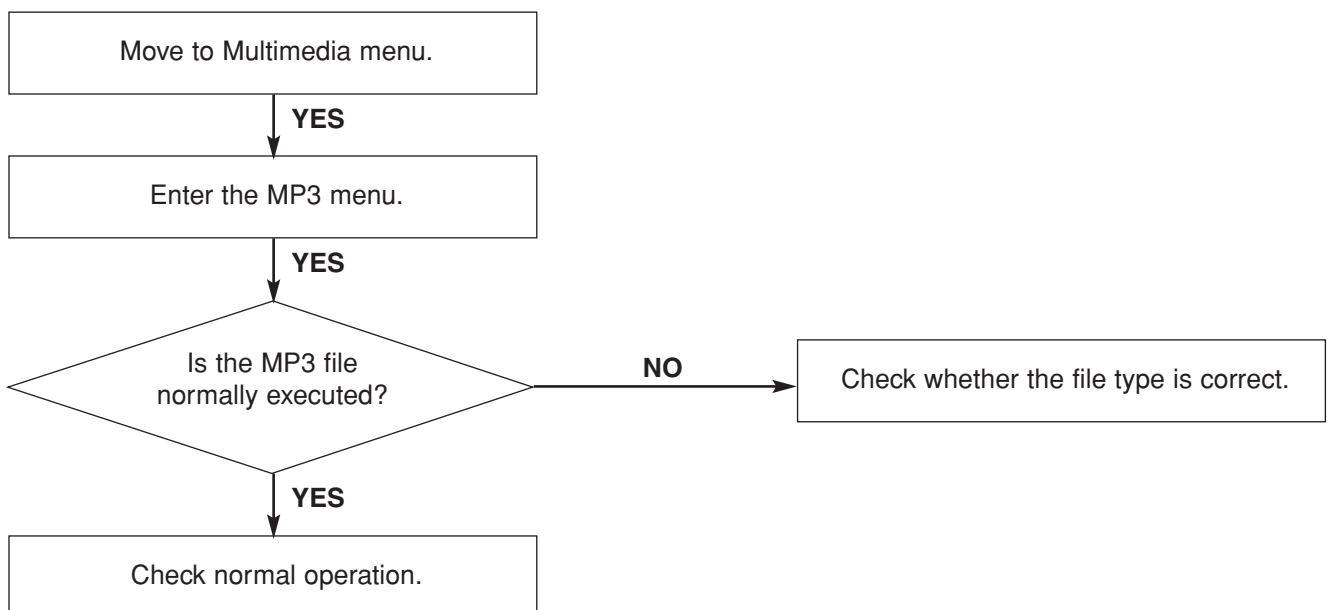 Move to Multimedia menu.
YES
Enter the MP3 menu.
YES
Is the MP3 file
normally executed?
NO
Check whether the file type is correct.
YES
Check normal operation.